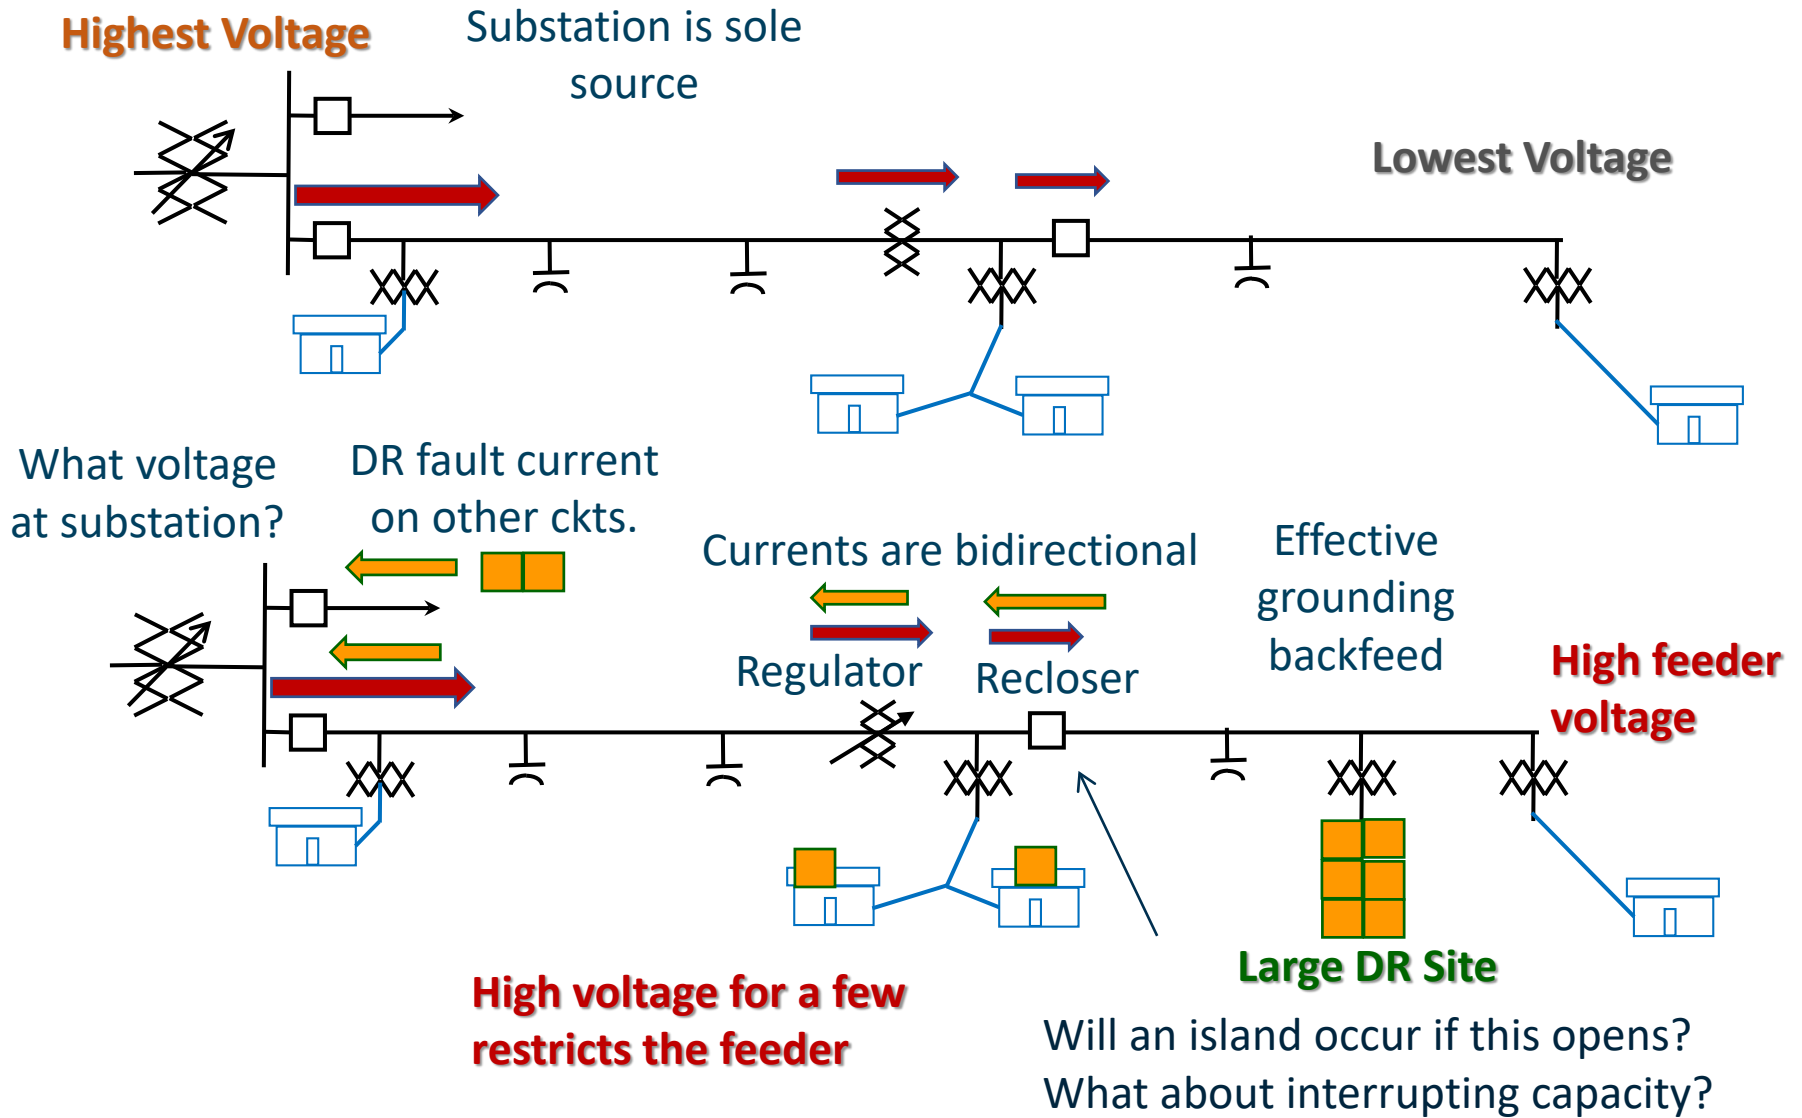 Highest Voltage
Substation is sole
source
Lowest Voltage
What voltage
at substation?
DR fault current
on other ckts.
Currents are bidirectional
Regulator
Recloser
Effective
grounding
backfeed
High feeder
voltage
High voltage for a few
restricts the feeder
Large DR Site
Will an island occur if this opens?
What about interrupting capacity?